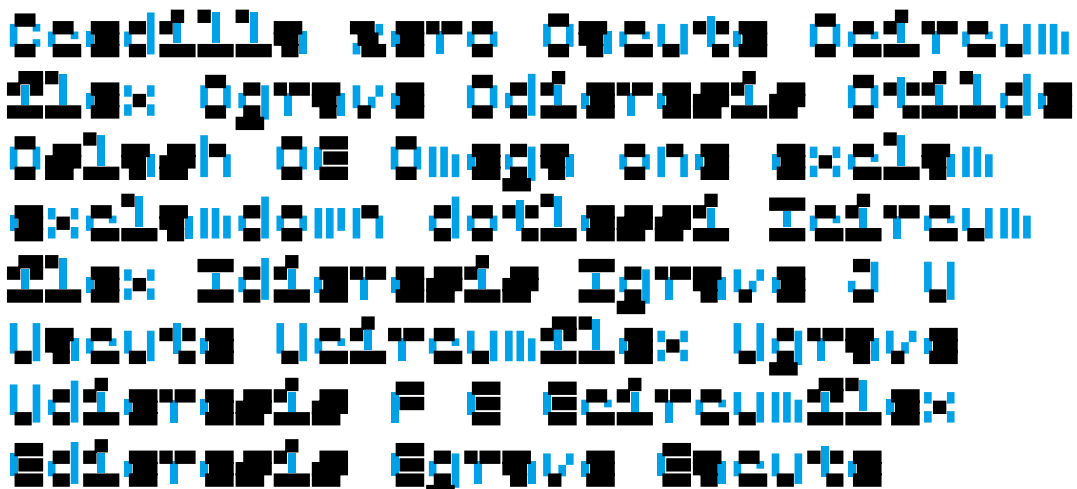 Ccedilla zero Oacute Ocircum
flex Ograve Odieresis Otilde
Oslash OE Omega one exclam
exclamdown dotlessi Icircum
flex Idieresis Igrave J U
Uacute Ucircumflex Ugrave
Udieresis F E Ecircumflex
Edieresis Egrave Eacute